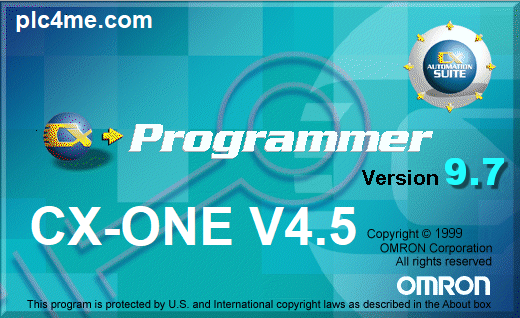 plc4me.com
CX
AUTOMATION
SUITE
CX Programmer
Version 9.7
CX-ONE V4.5
Copyright © 1999
OMRON Corporation
All rights reserved
OMRON
This program is protected by U.S. and International copyright laws as described in the About box